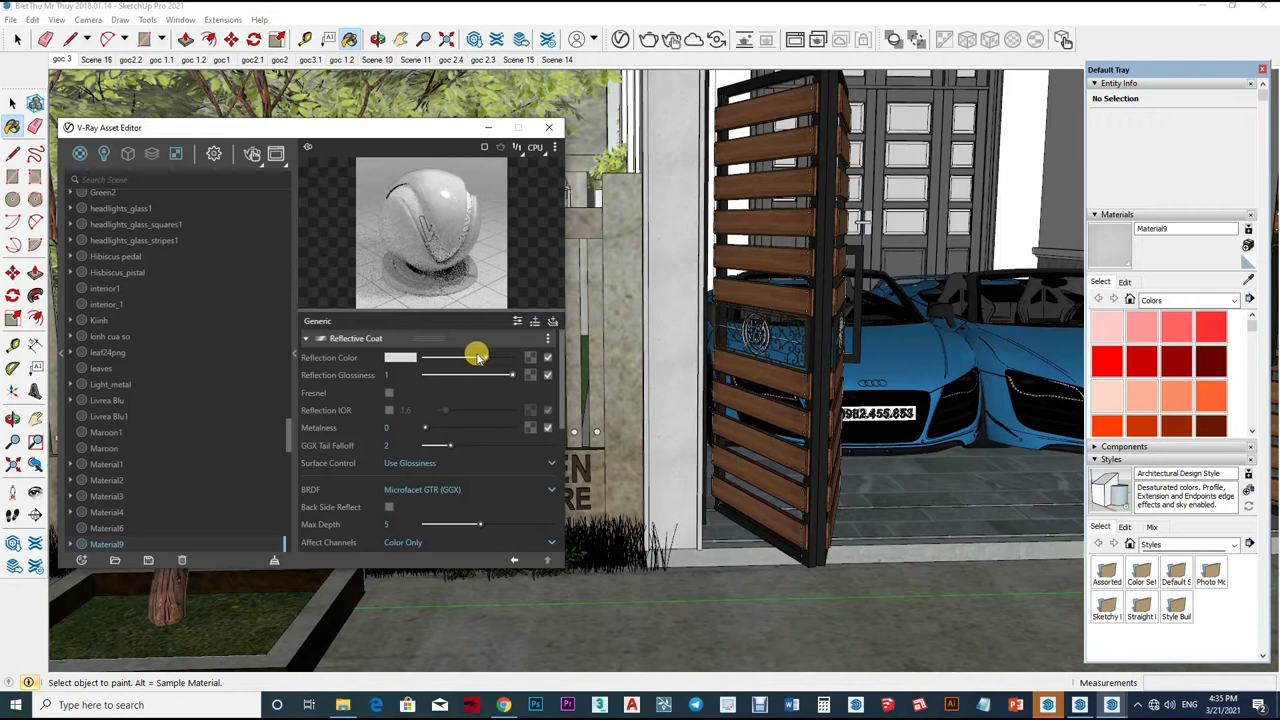 BietThu Mr Thuy 2018.01.14 - SketchUp Pro 2021
File Edit View Camera Draw Tools Window Extensions Help
goc 3 Scene 16 goc2.2 goc 1.1 goc 1.2 goc1 goc2.1 goc2 goc3.1 goc 1.2 Scene 10 Scene 11 goc 2.4 goc 2.3 Scene 15 Scene 14
V-Ray Asset Editor
CPU
Search Scene
Green2
headlights_glass1
headlights_glass_squares1
headlights_glass_stripes1
Hibiscus pedal
Hisbiscus_pistal
interior1
interior_1
Kiinh
kinh cua so
leaf24png
leaves
Light_metal
Livrea Blu
Livrea Blu1
Maroon1
Maroon
Material1
Material2
Material3
Material4
Material6
Material9
Generic
Reflective Coat
Reflection Color
Reflection Glossiness 1
Fresnel
Reflection IOR 1.6
Metalness 0
GGX Tail Falloff 2
Surface Control Use Glossiness
BRDF Microfacet GTR (GGX)
Back Side Reflect
Max Depth 5
Affect Channels Color Only
Default Tray
Entity Info
No Selection
Materials
Material9
Select Edit
Colors
Components
Styles
Architectural Design Style
Desaturated colors. Profile, Extension and Endpoints edge effects and sky enabled.
Select Edit Mix
Styles
Assorted Color Set Default S Photo Mo
Sketchy I Straight L Style Buil
Select object to paint. Alt = Sample Material.
Measurements
Type here to search
ENG
4:35 PM
3/21/2021